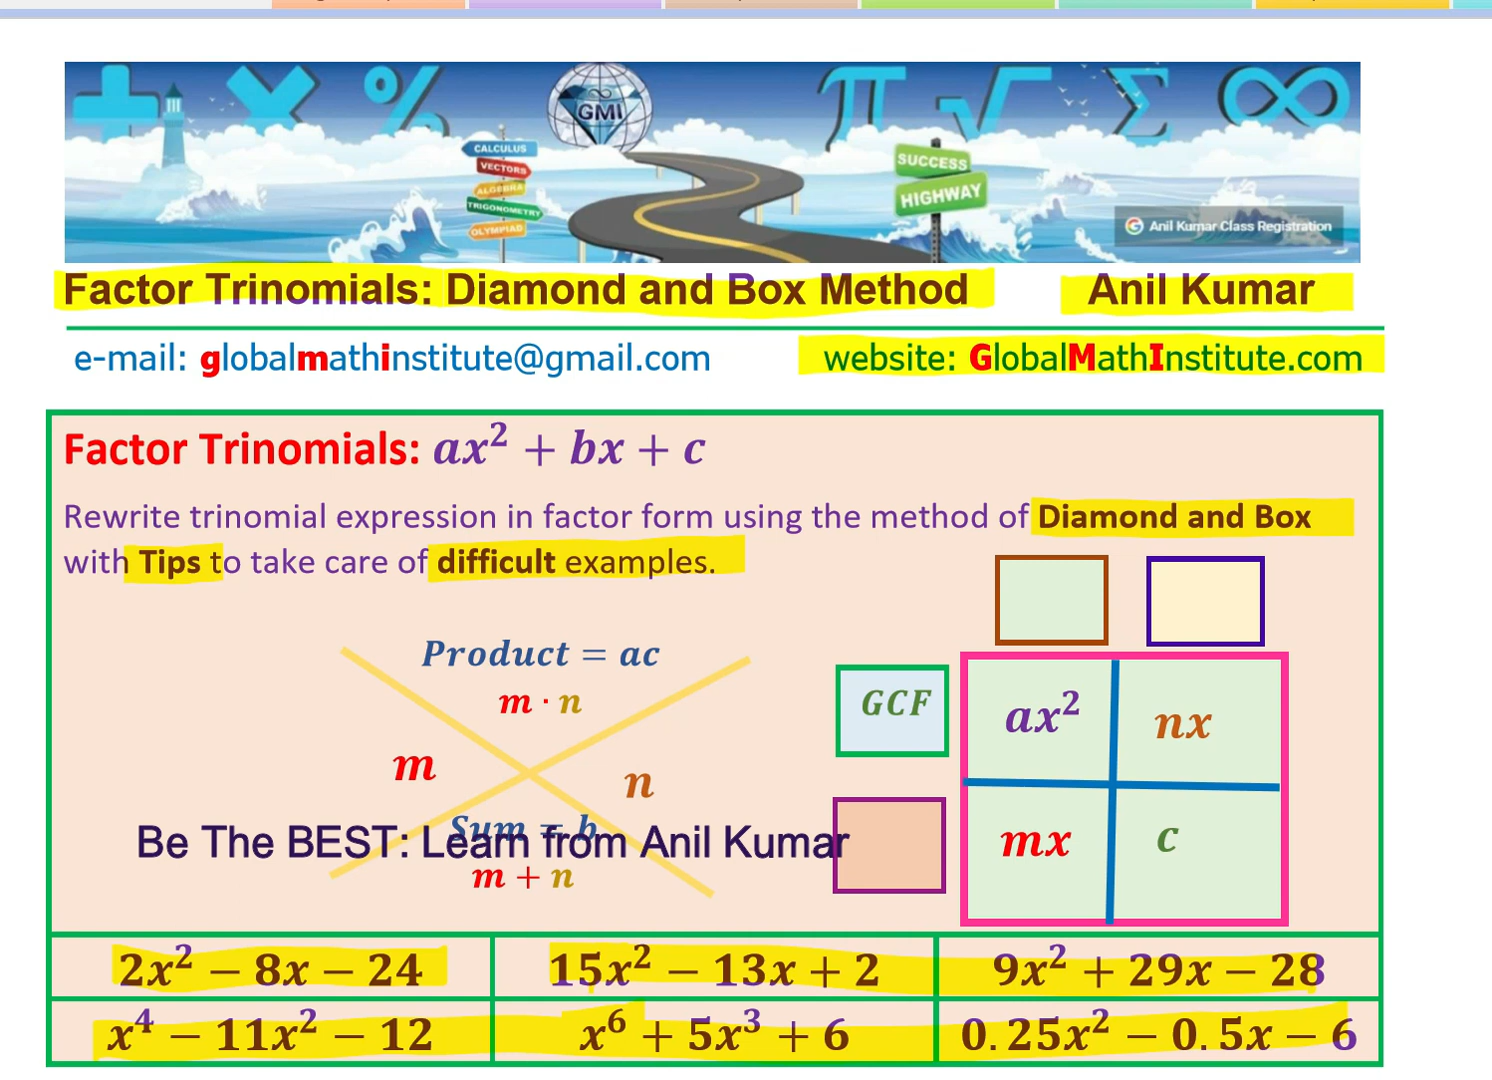 GMI
CALCULUS
VECTORS
ALGEBRA
TRIGONOMETRY
OLYMPIAD
SUCCESS
HIGHWAY
Anil Kumar Class Registration
Factor Trinomials: Diamond and Box Method Anil Kumar
e-mail: globalmathinstitute@gmail.com website: GlobalMathInstitute.com
Factor Trinomials: ax² + bx + c
Rewrite trinomial expression in factor form using the method of Diamond and Box
with Tips to take care of difficult examples.
Product = ac
m · n
m
n
Sum = b
m + n
Be The BEST: Learn from Anil Kumar
GCF
ax²
nx
mx
c
2x² − 8x − 24
15x² − 13x + 2
9x² + 29x − 28
x⁴ − 11x² − 12
x⁶ + 5x³ + 6
0.25x² − 0.5x − 6